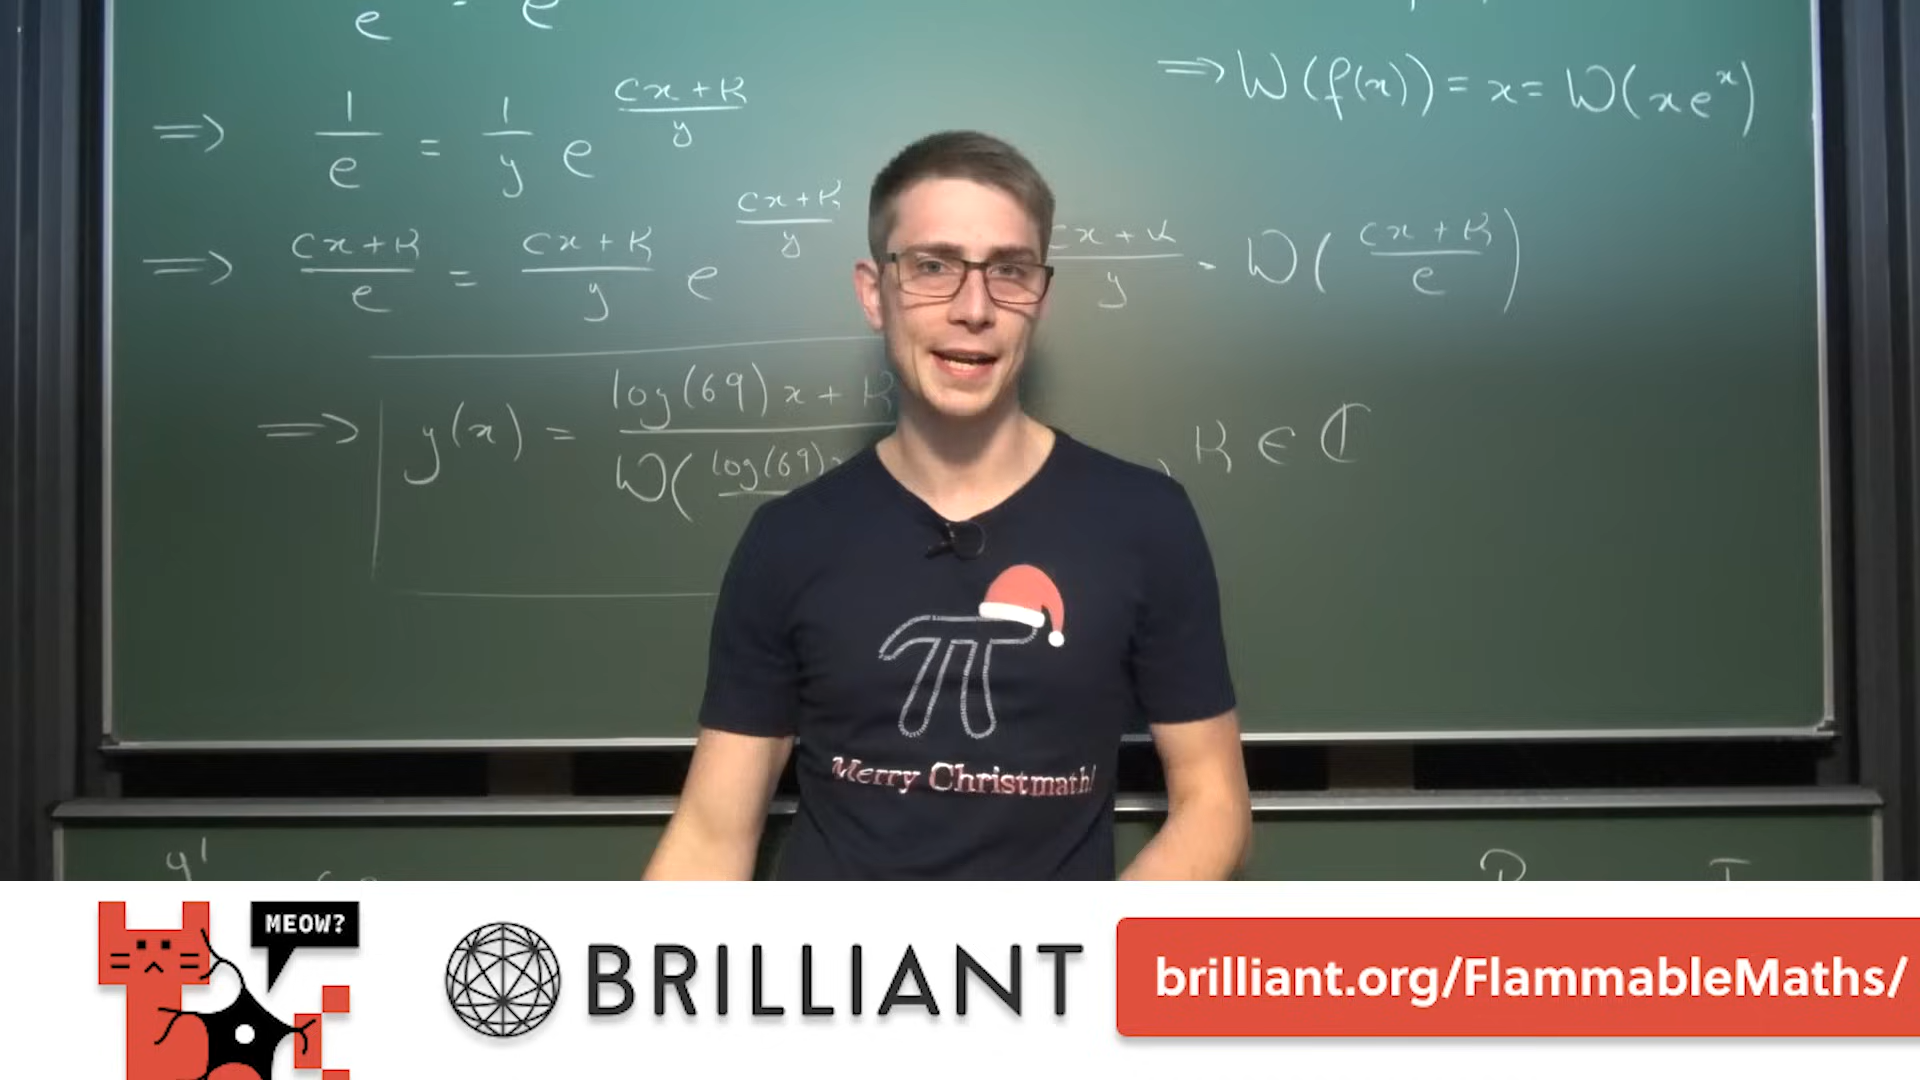 e e
⇒ W(f(x)) = x = W(xe^x)
⇒ 1/e = 1/y e^((cx+K)/y)
⇒ (cx+K)/e = (cx+K)/y e^((cx+K)/y)
cx+K/y = W((cx+K)/e)
⇒ y(x) = (log(69)x+K
W(log(69)
, K ∈ ℂ
π
Merry Christmath!
y'
MEOW?
BRILLIANT
brilliant.org/FlammableMaths/